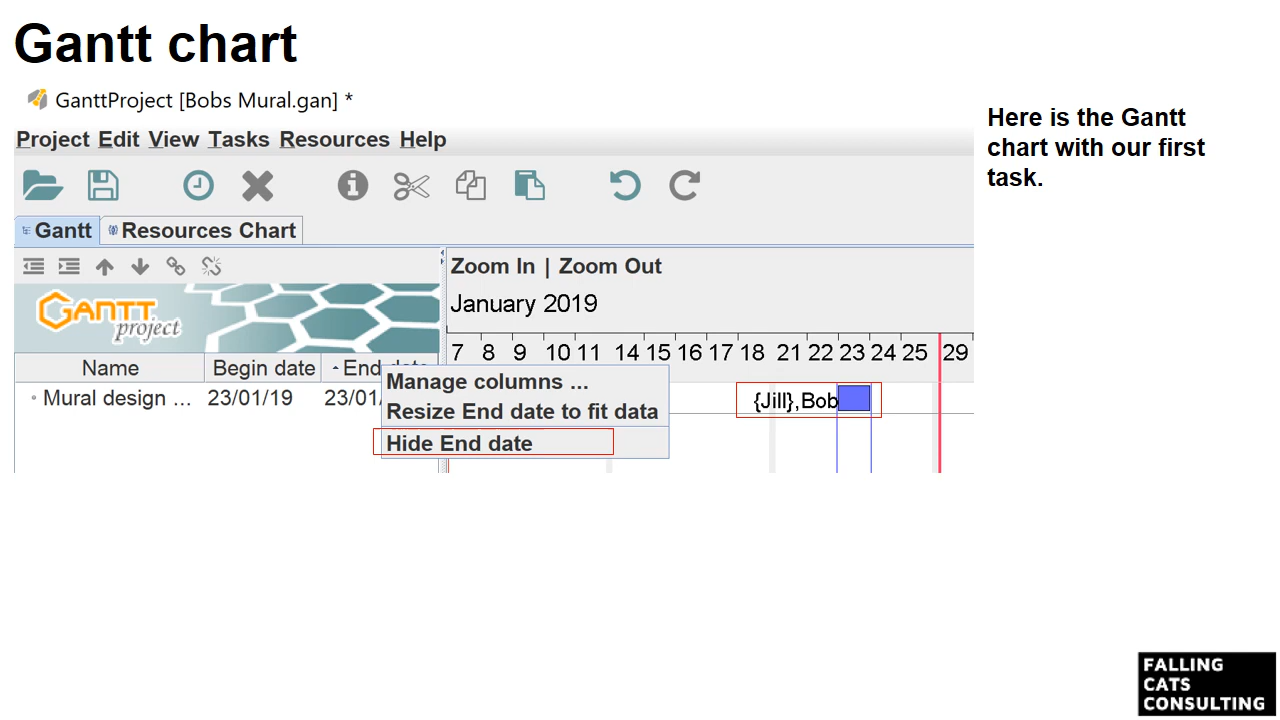 Gantt chart
GanttProject [Bobs Mural.gan] *
Project Edit View Tasks Resources Help
Here is the Gantt
chart with our first
task.
Gantt Resources Chart
Zoom In | Zoom Out
GANTT
project
January 2019
7 8 9 10 11 14 15 16 17 18 21 22 23 24 25 29
Name Begin date End date
Mural design ... 23/01/19 23/01/
{Jill},Bob
Manage columns ...
Resize End date to fit data
Hide End date
FALLING
CATS
CONSULTING